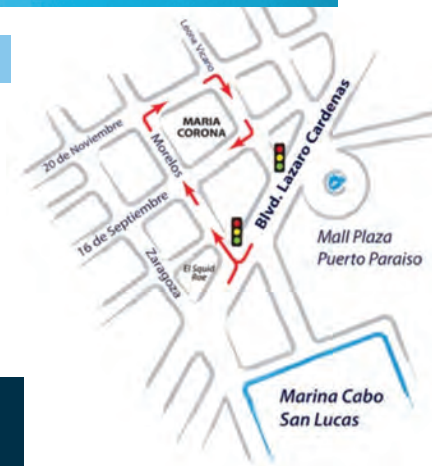 Leona Vicario
20 de Noviembre
MARIA
CORONA
Morelos
Blvd. Lazaro Cardenas
16 de Septiembre
Zaragoza
El Squid
Roe
Mall Plaza
Puerto Paraiso
Marina Cabo
San Lucas